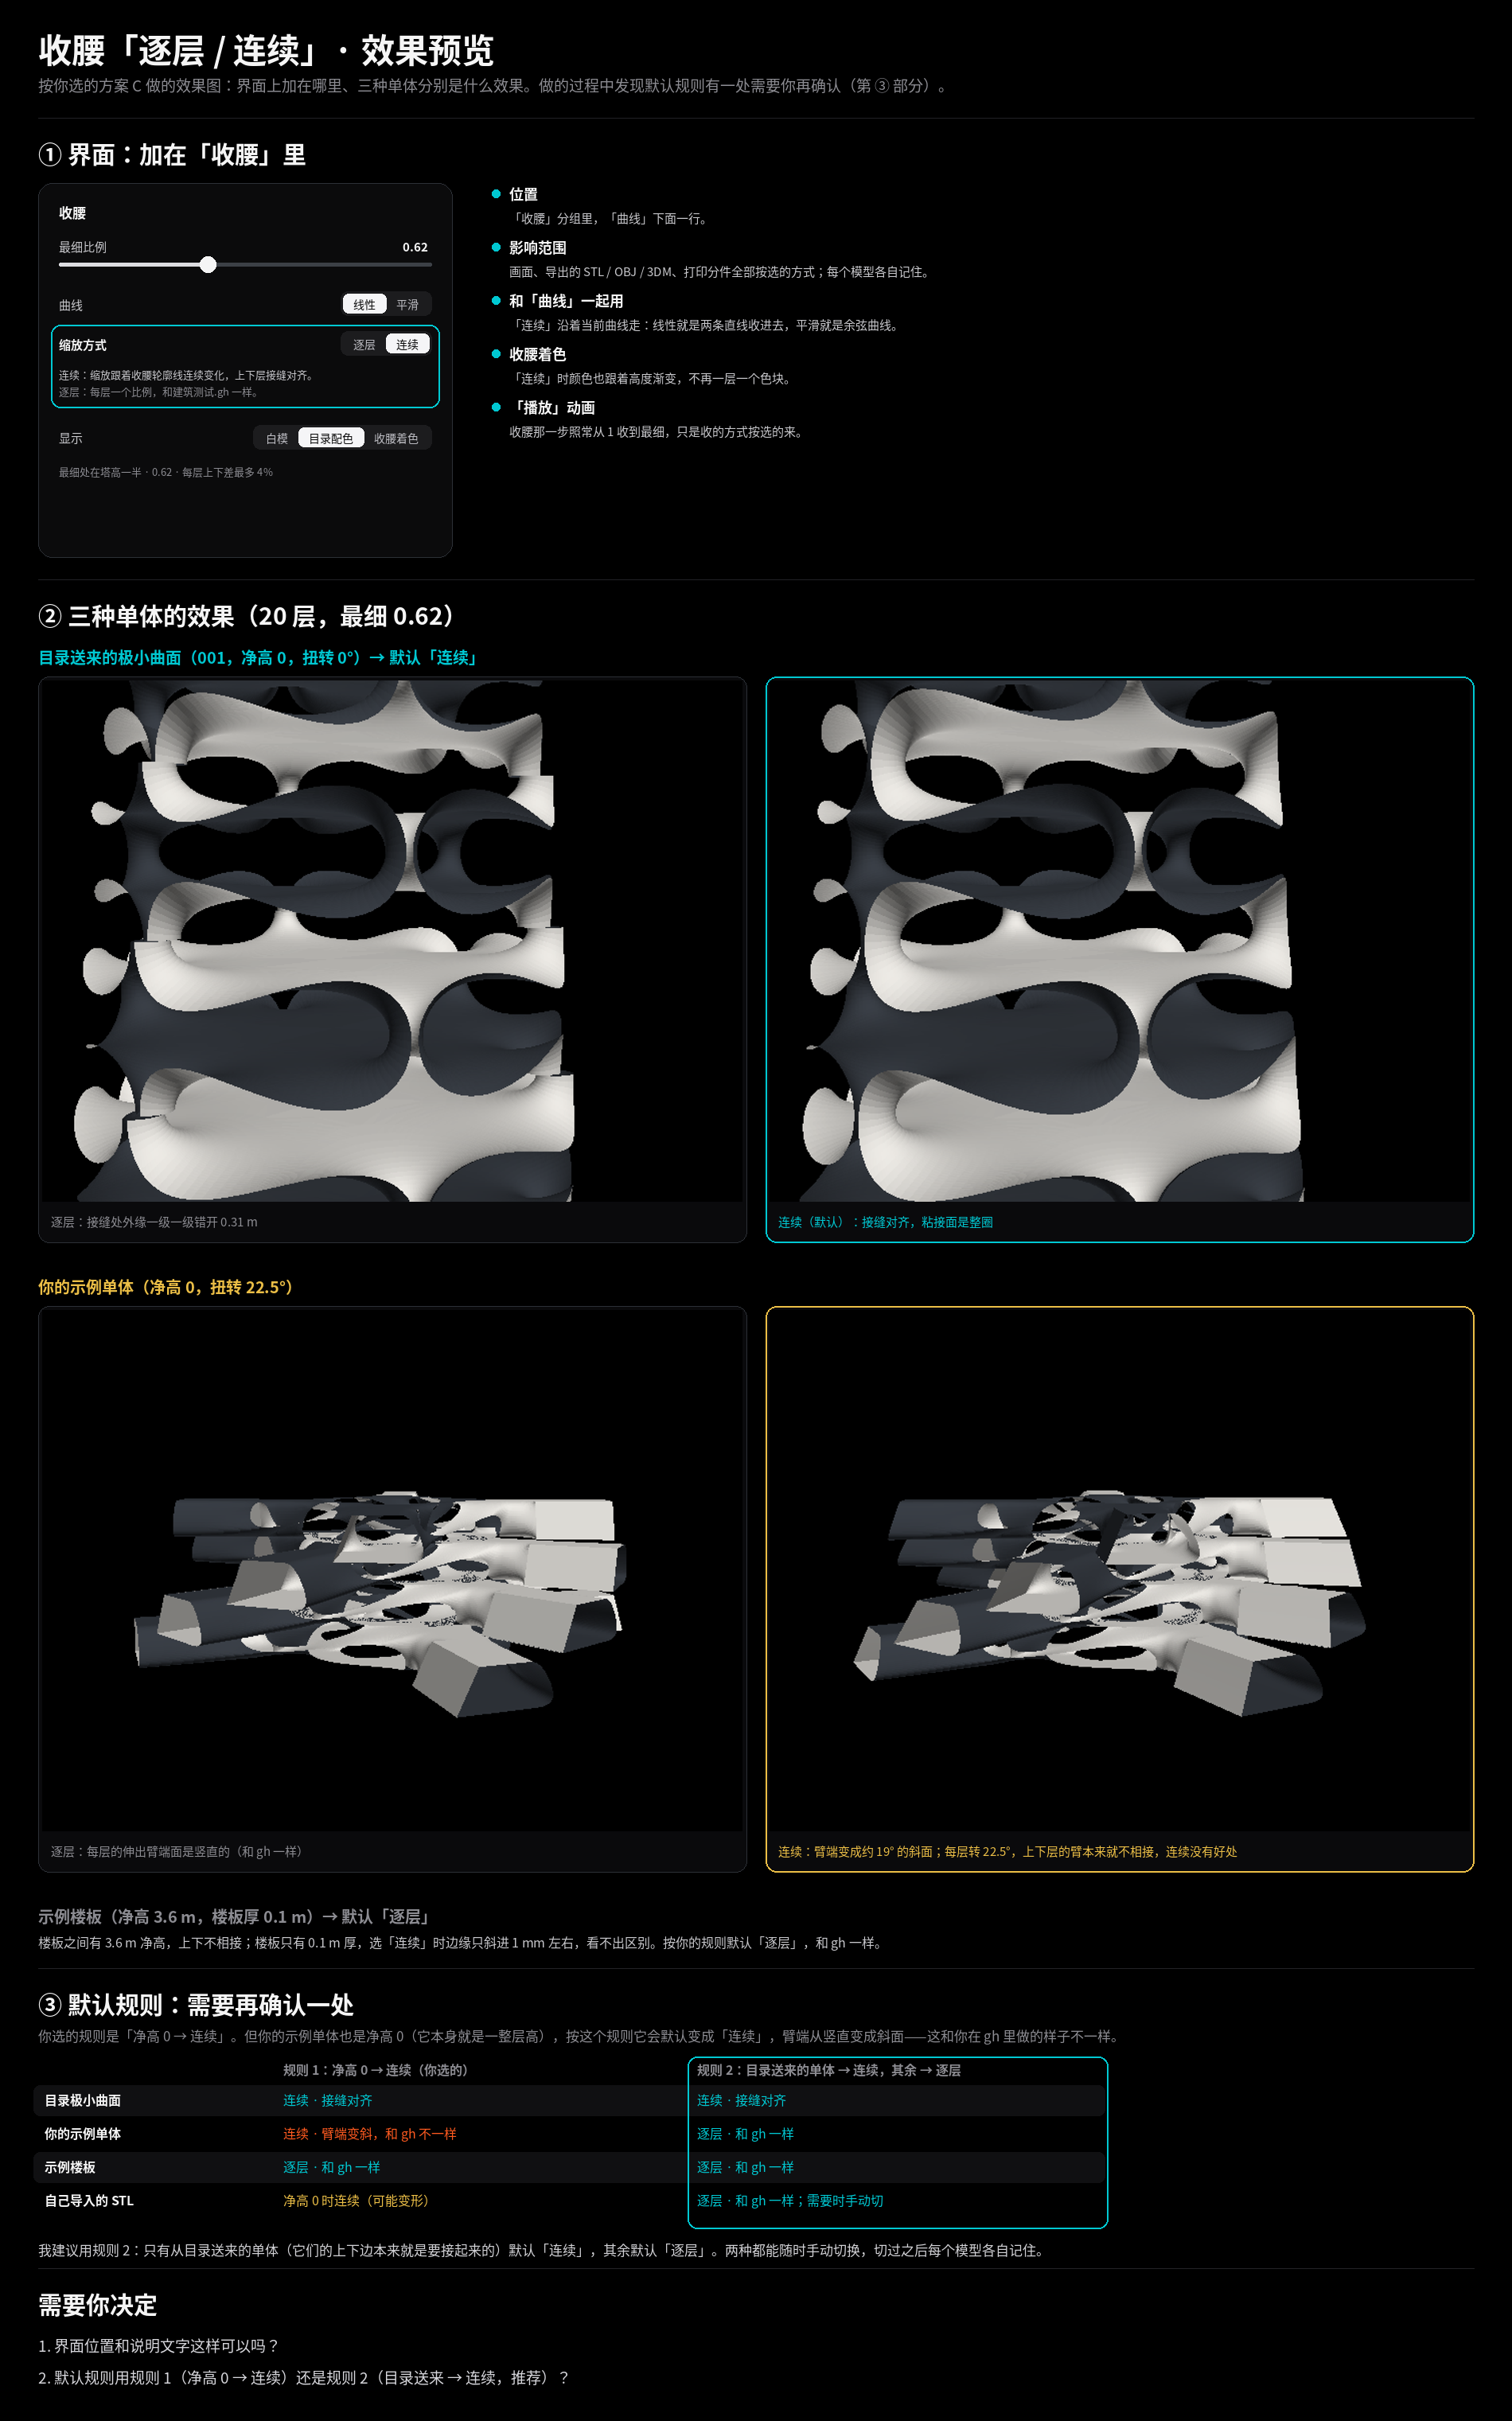 收腰「逐层 / 连续」· 效果预览
按你选的方案 C 做的效果图：界面上加在哪里、三种单体分别是什么效果。做的过程中发现默认规则有一处需要你再确认（第 ③ 部分）。
① 界面：加在「收腰」里
收腰
最细比例 0.62
曲线 线性 平滑
缩放方式 逐层 连续
连续：缩放跟着收腰轮廓线连续变化，上下层接缝对齐。
逐层：每层一个比例，和建筑测试.gh 一样。
显示 白模 目录配色 收腰着色
最细处在塔高一半 · 0.62 · 每层上下差最多 4%
位置
「收腰」分组里，「曲线」下面一行。
影响范围
画面、导出的 STL / OBJ / 3DM、打印分件全部按选的方式；每个模型各自记住。
和「曲线」一起用
「连续」沿着当前曲线走：线性就是两条直线收进去，平滑就是余弦曲线。
收腰着色
「连续」时颜色也跟着高度渐变，不再一层一个色块。
「播放」动画
收腰那一步照常从 1 收到最细，只是收的方式按选的来。
② 三种单体的效果（20 层，最细 0.62）
目录送来的极小曲面（001，净高 0，扭转 0°）→ 默认「连续」
逐层：接缝处外缘一级一级错开 0.31 m
连续（默认）：接缝对齐，粘接面是整圈
你的示例单体（净高 0，扭转 22.5°）
逐层：每层的伸出臂端面是竖直的（和 gh 一样）
连续：臂端变成约 19° 的斜面；每层转 22.5°，上下层的臂本来就不相接，连续没有好处
示例楼板（净高 3.6 m，楼板厚 0.1 m）→ 默认「逐层」
楼板之间有 3.6 m 净高，上下不相接；楼板只有 0.1 m 厚，选「连续」时边缘只斜进 1 mm 左右，看不出区别。按你的规则默认「逐层」，和 gh 一样。
③ 默认规则：需要再确认一处
你选的规则是「净高 0 → 连续」。但你的示例单体也是净高 0（它本身就是一整层高），按这个规则它会默认变成「连续」，臂端从竖直变成斜面——这和你在 gh 里做的样子不一样。
规则 1：净高 0 → 连续（你选的） 规则 2：目录送来的单体 → 连续，其余 → 逐层
目录极小曲面 连续 · 接缝对齐 连续 · 接缝对齐
你的示例单体 连续 · 臂端变斜，和 gh 不一样 逐层 · 和 gh 一样
示例楼板 逐层 · 和 gh 一样 逐层 · 和 gh 一样
自己导入的 STL 净高 0 时连续（可能变形） 逐层 · 和 gh 一样；需要时手动切
我建议用规则 2：只有从目录送来的单体（它们的上下边本来就是要接起来的）默认「连续」，其余默认「逐层」。两种都能随时手动切换，切过之后每个模型各自记住。
需要你决定
1. 界面位置和说明文字这样可以吗？
2. 默认规则用规则 1（净高 0 → 连续）还是规则 2（目录送来 → 连续，推荐）？